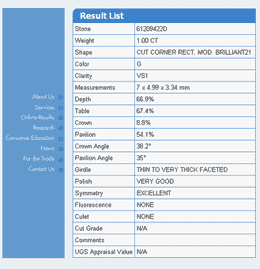 Result List
Stone 61209422D
Weight 1.00 CT
Shape CUT CORNER RECT. MOD. BRILLIANT21
Color G
Clarity VS1
Measurements 7 x 4.99 x 3.34 mm
Depth 66.9%
Table 67.4%
Crown 8.8%
Pavilion 54.1%
Crown Angle 36.2°
Pavilion Angle 35°
Girdle THIN TO VERY THICK FACETED
Polish VERY GOOD
Symmetry EXCELLENT
Fluorescence NONE
Culet NONE
Cut Grade N/A
Comments
UGS Appraisal Value N/A
About Us
Services
Online Results
Research
Consumer Education
News
For the Trade
Contact Us